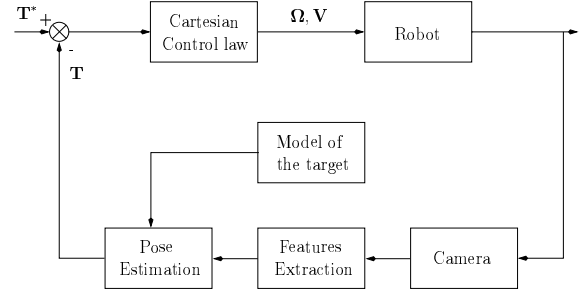 T*
+
-
T
Cartesian
Control law
Ω, V
Robot
Model of
the target
Pose
Estimation
Features
Extraction
Camera